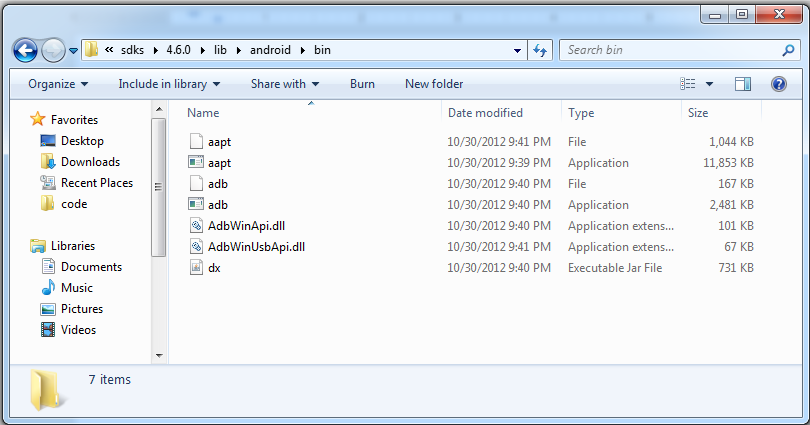 « sdks 4.6.0 lib android bin Search bin
Organize Include in library Share with Burn New folder
Name Date modified Type Size
Favorites
Desktop
Downloads
Recent Places
code
Libraries
Documents
Music
Pictures
Videos
aapt 10/30/2012 9:41 PM File 1,044 KB
aapt 10/30/2012 9:39 PM Application 11,853 KB
adb 10/30/2012 9:40 PM File 167 KB
adb 10/30/2012 9:40 PM Application 2,481 KB
AdbWinApi.dll 10/30/2012 9:40 PM Application extens... 101 KB
AdbWinUsbApi.dll 10/30/2012 9:41 PM Application extens... 67 KB
dx 10/30/2012 9:40 PM Executable Jar File 731 KB
7 items